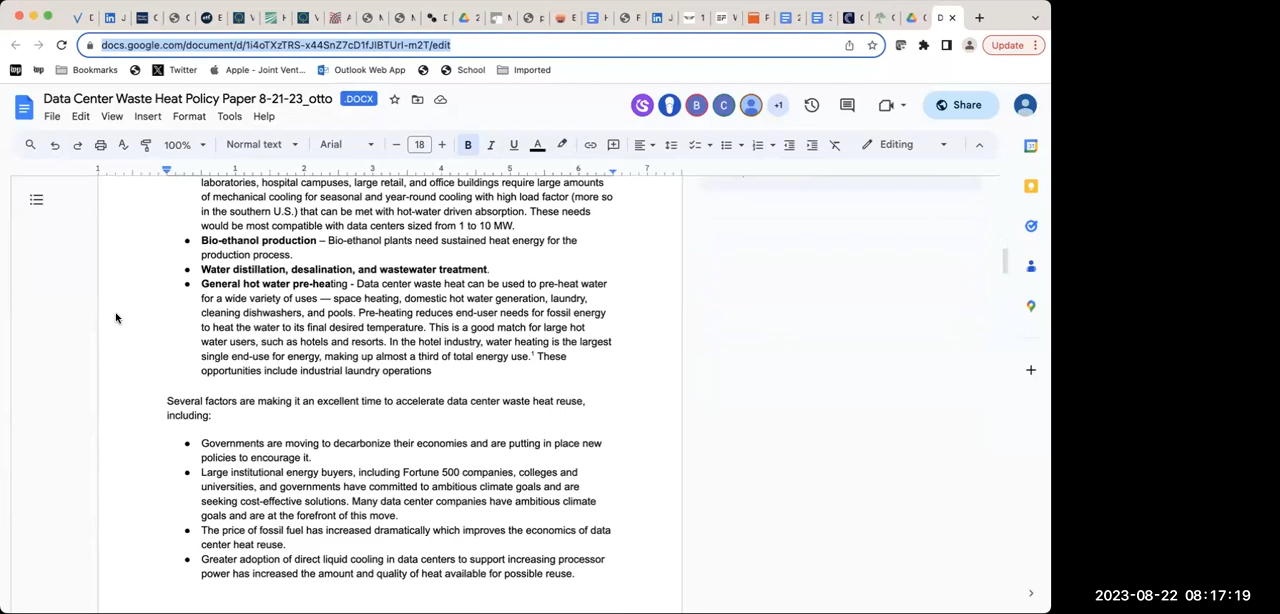 docs.google.com/document/d/1i4oTXzTRS-x44SnZ7cD1fJIBTUrI-m2T/edit
Update
Bookmarks
Twitter
Apple - Joint Vent...
Outlook Web App
School
Imported
Data Center Waste Heat Policy Paper 8-21-23_otto
.DOCX
B
C
+1
Share
File Edit View Insert Format Tools Help
100%
Normal text
Arial
18
B I U A
Editing
1 1 2 3 4 5 6 7
laboratories, hospital campuses, large retail, and office buildings require large amounts
of mechanical cooling for seasonal and year-round cooling with high load factor (more so
in the southern U.S.) that can be met with hot-water driven absorption. These needs
would be most compatible with data centers sized from 1 to 10 MW.
● Bio-ethanol production – Bio-ethanol plants need sustained heat energy for the
production process.
● Water distillation, desalination, and wastewater treatment.
● General hot water pre-heating - Data center waste heat can be used to pre-heat water
for a wide variety of uses — space heating, domestic hot water generation, laundry,
cleaning dishwashers, and pools. Pre-heating reduces end-user needs for fossil energy
to heat the water to its final desired temperature. This is a good match for large hot
water users, such as hotels and resorts. In the hotel industry, water heating is the largest
single end-use for energy, making up almost a third of total energy use.¹ These
opportunities include industrial laundry operations
Several factors are making it an excellent time to accelerate data center waste heat reuse,
including:
● Governments are moving to decarbonize their economies and are putting in place new
policies to encourage it.
● Large institutional energy buyers, including Fortune 500 companies, colleges and
universities, and governments have committed to ambitious climate goals and are
seeking cost-effective solutions. Many data center companies have ambitious climate
goals and are at the forefront of this move.
● The price of fossil fuel has increased dramatically which improves the economics of data
center heat reuse.
● Greater adoption of direct liquid cooling in data centers to support increasing processor
power has increased the amount and quality of heat available for possible reuse.
2023-08-22 08:17:19